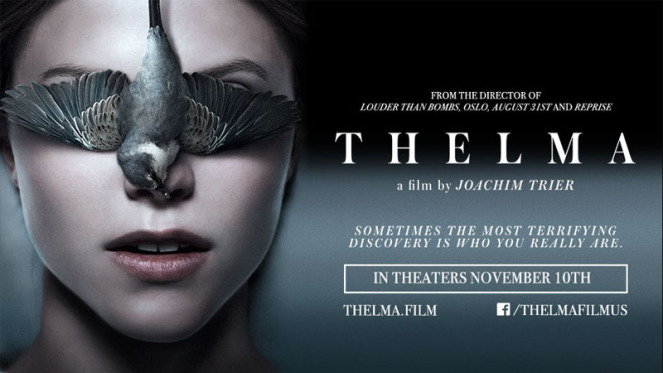 FROM THE DIRECTOR OF
LOUDER THAN BOMBS, OSLO, AUGUST 31ST AND REPRISE
THELMA
a film by JOACHIM TRIER
SOMETIMES THE MOST TERRIFYING
DISCOVERY IS WHO YOU REALLY ARE.
IN THEATERS NOVEMBER 10TH
THELMA.FILM
/THELMAFILMUS